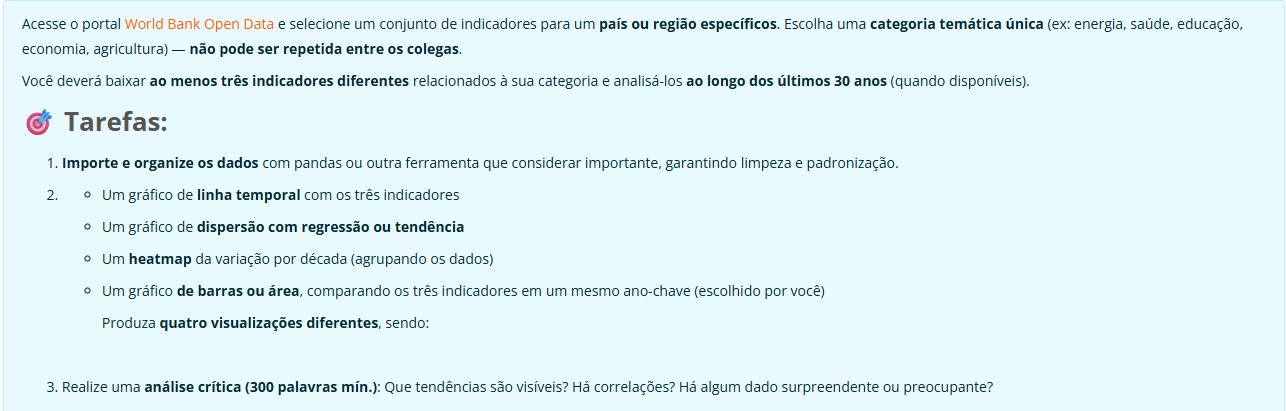 Acesse o portal World Bank Open Data e selecione um conjunto de indicadores para um país ou região específicos. Escolha uma categoria temática única (ex: energia, saúde, educação,
economia, agricultura) — não pode ser repetida entre os colegas.
Você deverá baixar ao menos três indicadores diferentes relacionados à sua categoria e analisá-los ao longo dos últimos 30 anos (quando disponíveis).
🎯 Tarefas:
1. Importe e organize os dados com pandas ou outra ferramenta que considerar importante, garantindo limpeza e padronização.
2. ◦ Um gráfico de linha temporal com os três indicadores
◦ Um gráfico de dispersão com regressão ou tendência
◦ Um heatmap da variação por década (agrupando os dados)
◦ Um gráfico de barras ou área, comparando os três indicadores em um mesmo ano-chave (escolhido por você)
Produza quatro visualizações diferentes, sendo:
3. Realize uma análise crítica (300 palavras mín.): Que tendências são visíveis? Há correlações? Há algum dado surpreendente ou preocupante?